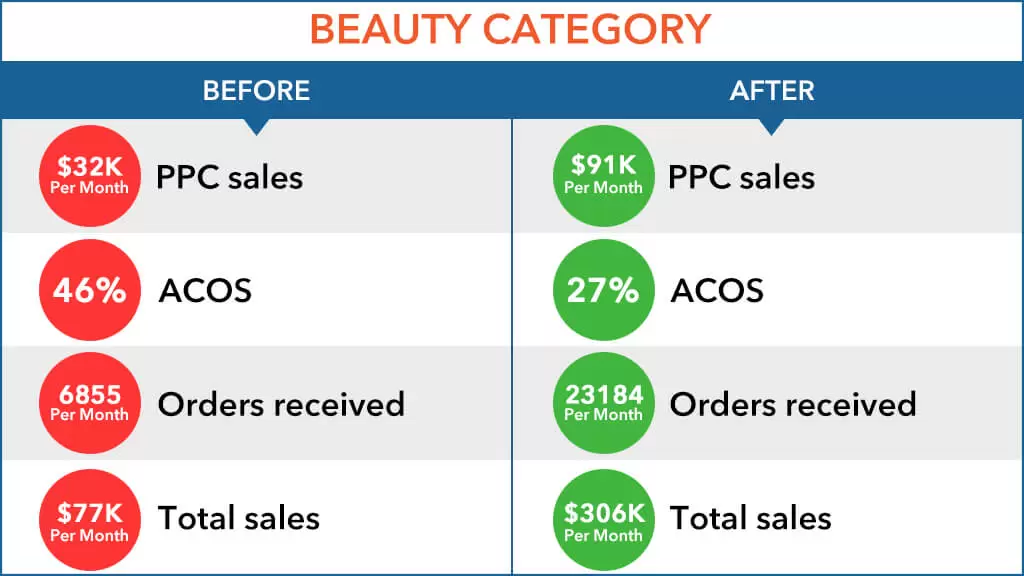 BEAUTY CATEGORY
BEFORE
AFTER
$32K
Per Month
PPC sales
$91K
Per Month
PPC sales
46%
ACOS
27%
ACOS
6855
Per Month
Orders received
23184
Per Month
Orders received
$77K
Per Month
Total sales
$306K
Per Month
Total sales